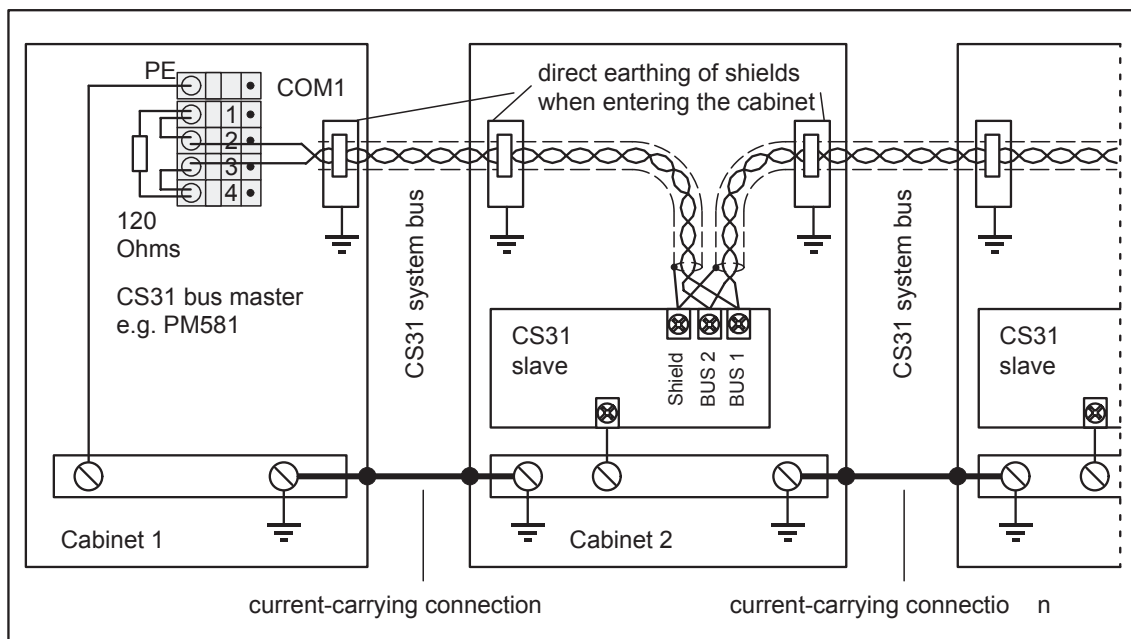 PE
COM1
1
2
3
4
120
Ohms
CS31 bus master
e.g. PM581
direct earthing of shields
when entering the cabinet
CS31 system bus
CS31
slave
Shield
BUS 2
BUS 1
CS31 system bus
CS31
slave
Cabinet 1
Cabinet 2
current-carrying connection
current-carrying connectio n